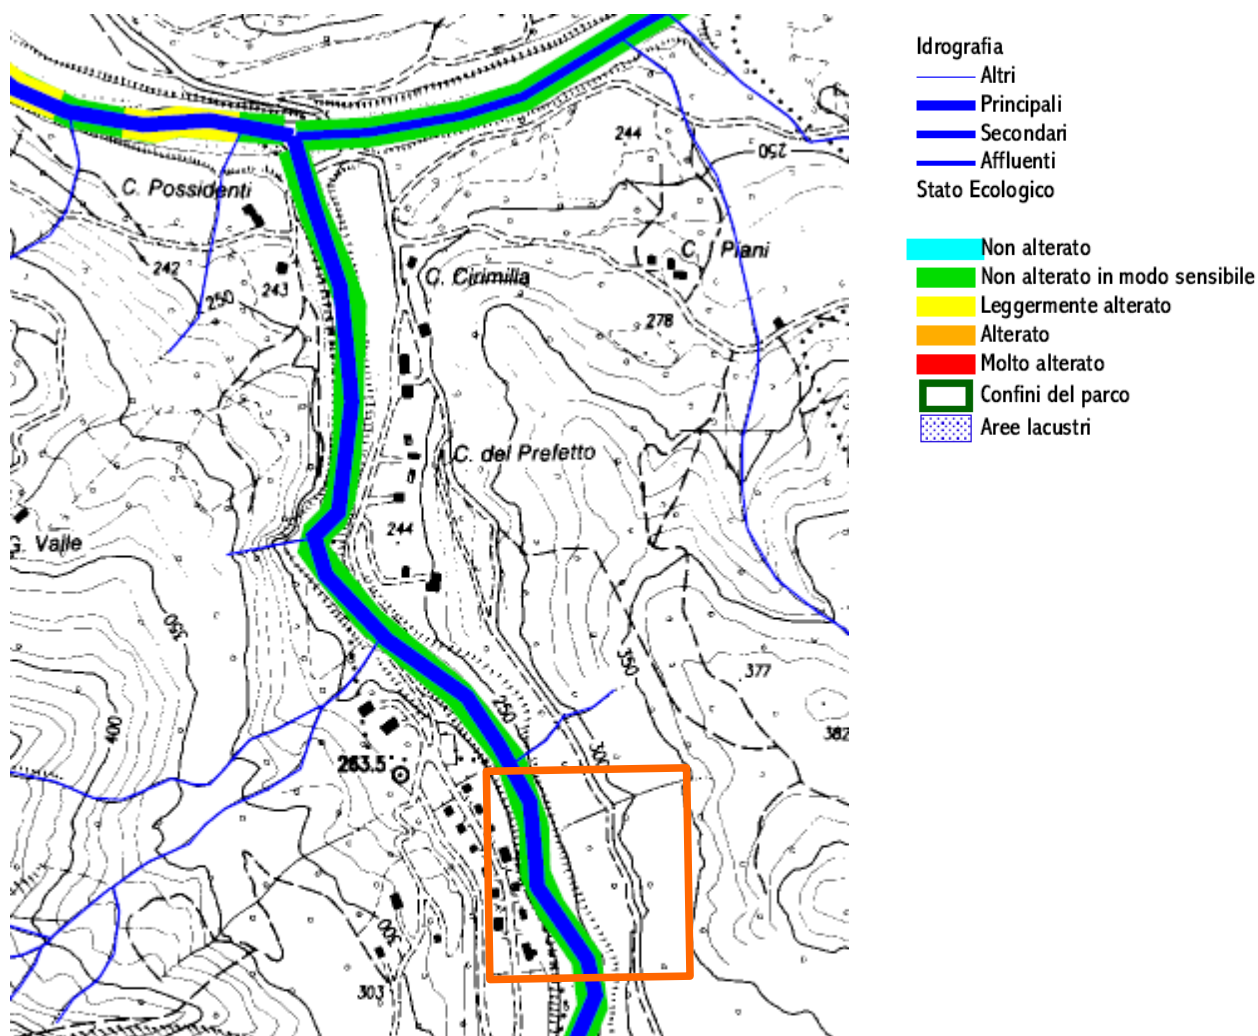 Idrografia
Altri
Principali
Secondari
Affluenti
Stato Ecologico
Non alterato
Non alterato in modo sensibile
Leggermente alterato
Alterato
Molto alterato
Confini del parco
Aree lacustri
244
250
C. Possidenti
C. Piani
242
243
250
C. Cirimilla
278
C. del Prefetto
244
G. Valle
350
350
377
400
250
382
300
263.5
300
303